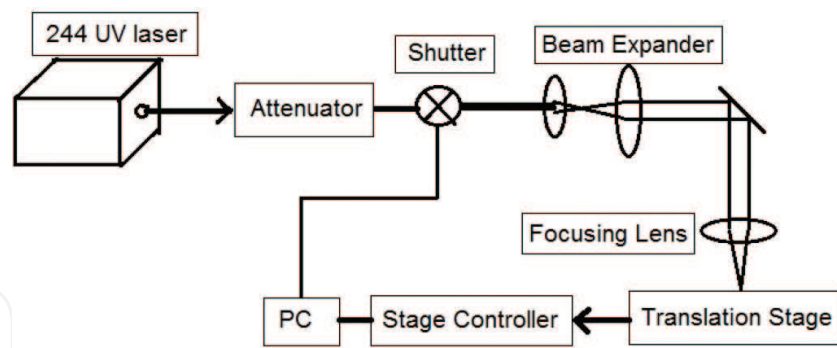 244 UV laser
Shutter
Beam Expander
Attenuator
Focusing Lens
PC
Stage Controller
Translation Stage